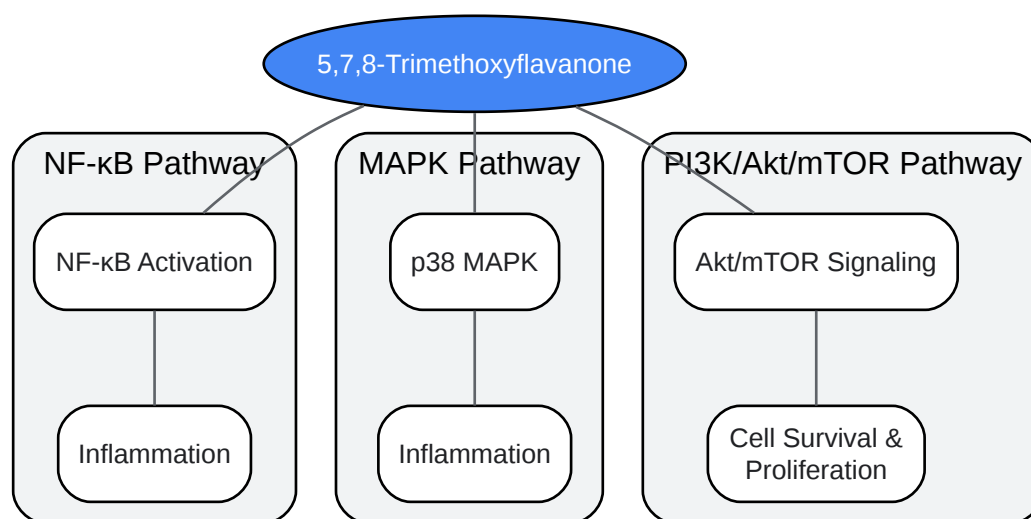 5,7,8-Trimethoxyflavanone
NF-κB Pathway
MAPK Pathway
PI3K/Akt/mTOR Pathway
NF-κB Activation
p38 MAPK
Akt/mTOR Signaling
Inflammation
Inflammation
Cell Survival &
Proliferation